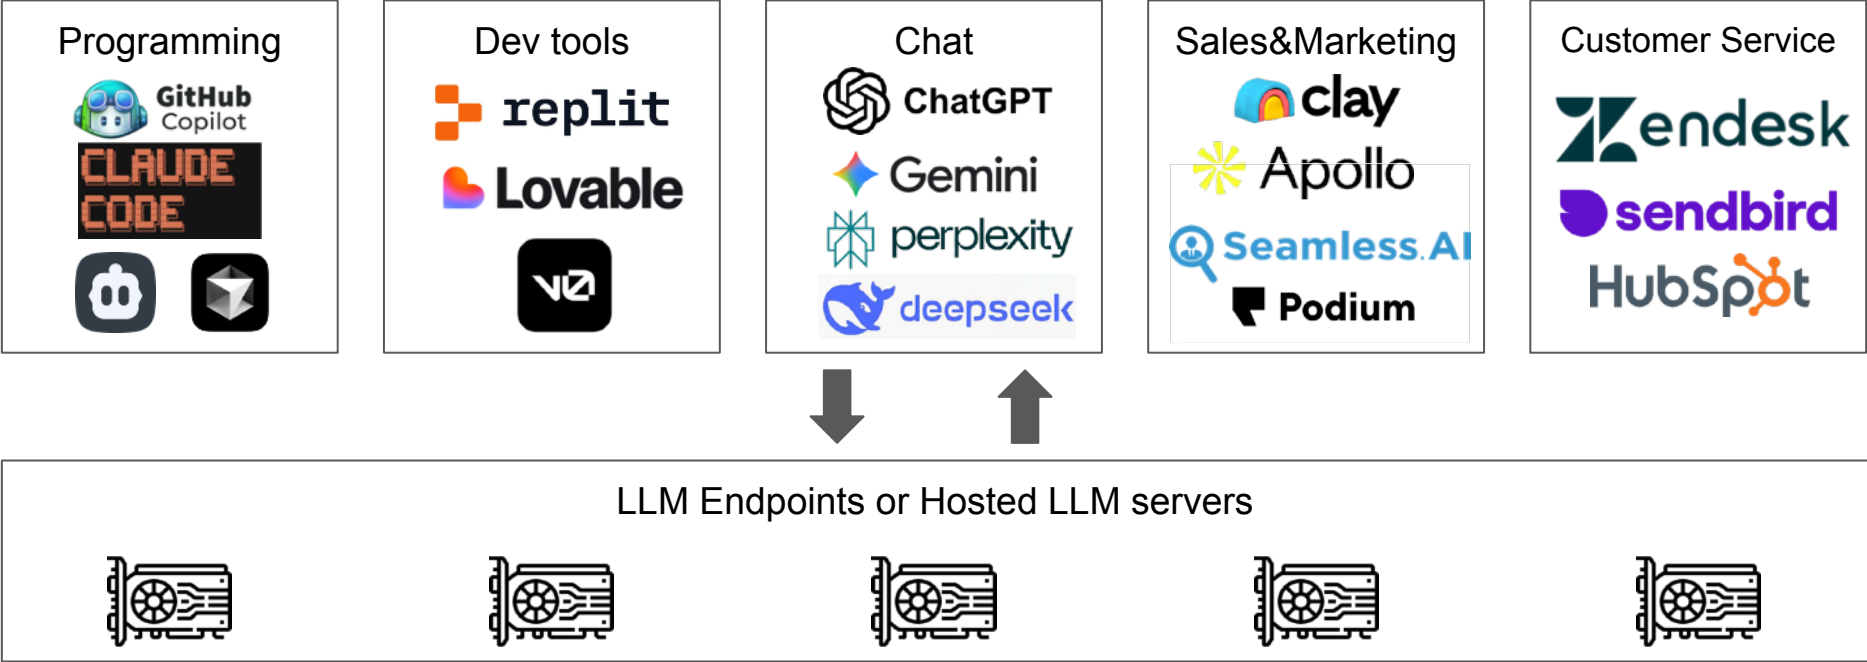 Programming
GitHub
Copilot
CLAUDE
CODE
Dev tools
replit
Lovable
v0
Chat
ChatGPT
Gemini
perplexity
deepseek
Sales&Marketing
clay
Apollo
Seamless.AI
Podium
Customer Service
Zendesk
sendbird
HubSpot
LLM Endpoints or Hosted LLM servers